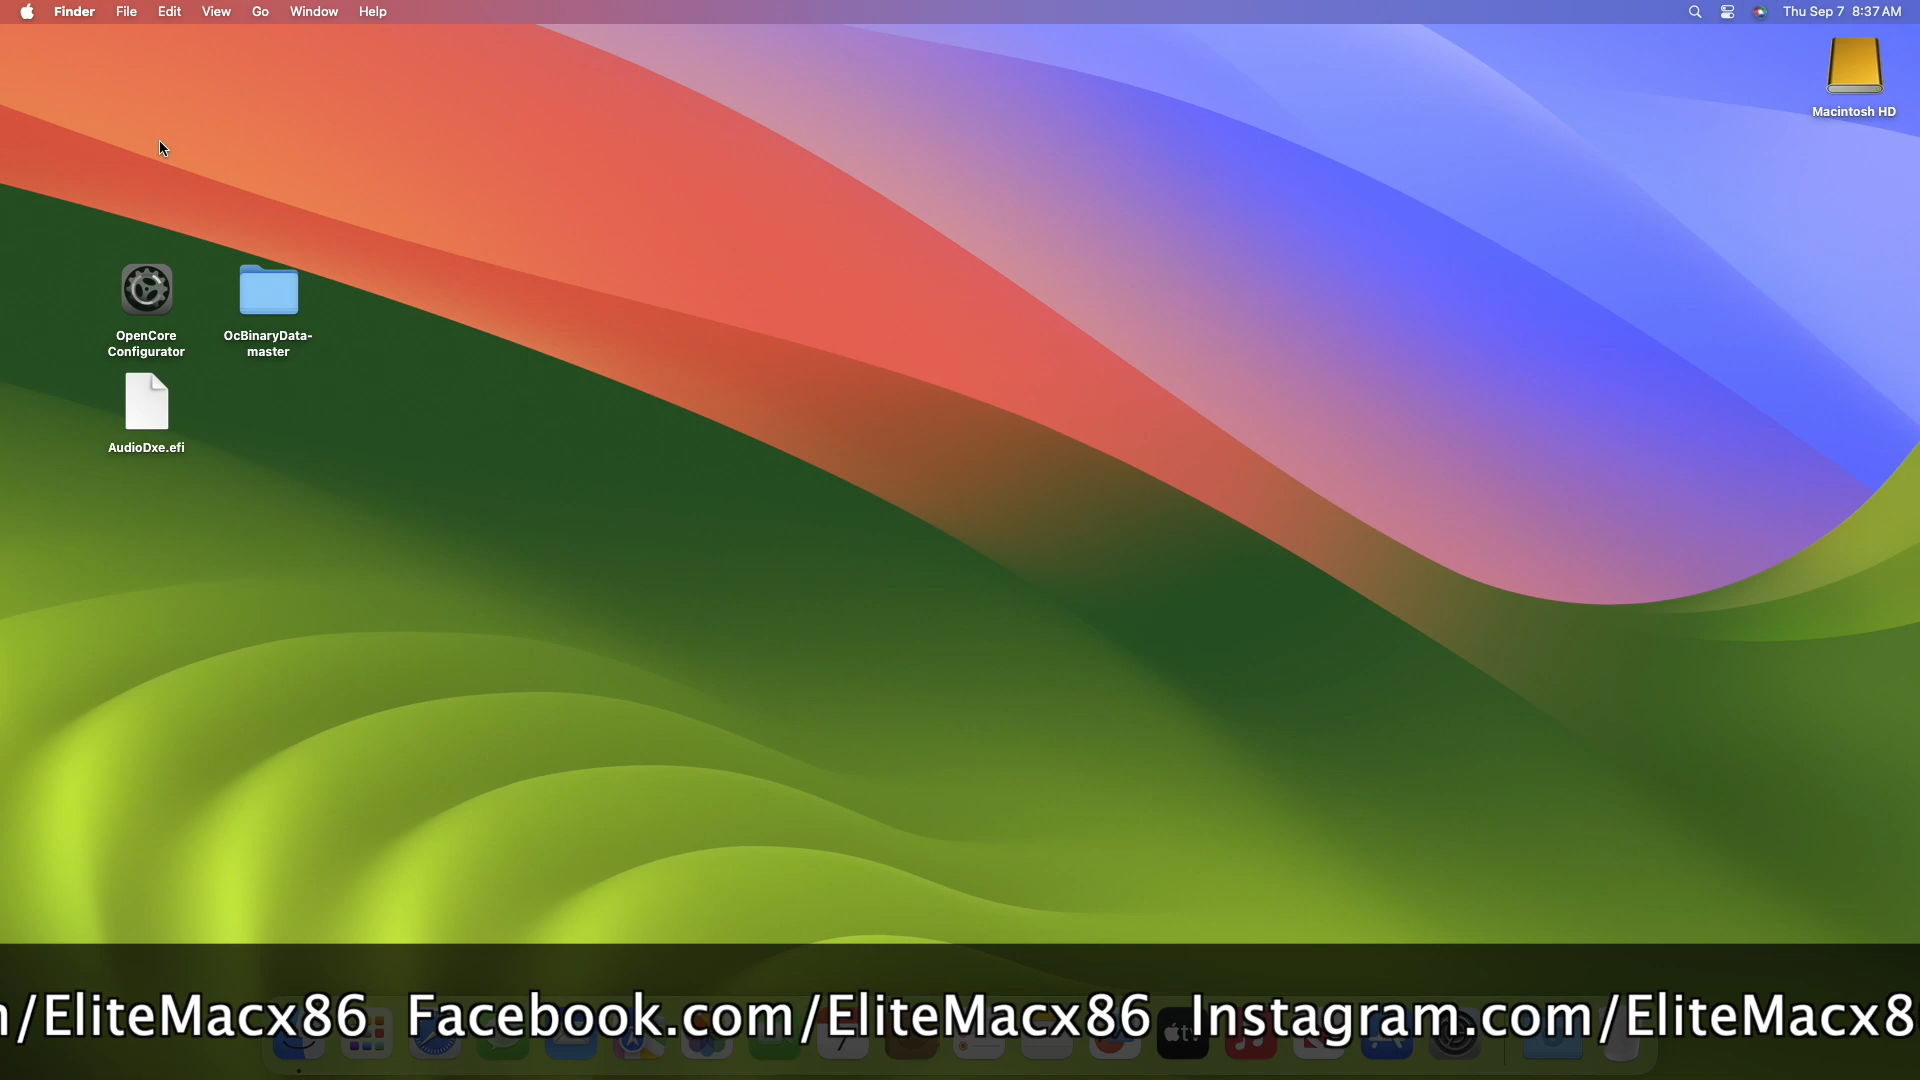 Finder File Edit View Go Window Help Thu Sep 7 8:37 AM
Macintosh HD
OpenCore
Configurator
OcBinaryData-
master
AudioDxe.efi
/EliteMacx86 Facebook.com/EliteMacx86 Instagram.com/EliteMacx8
tv